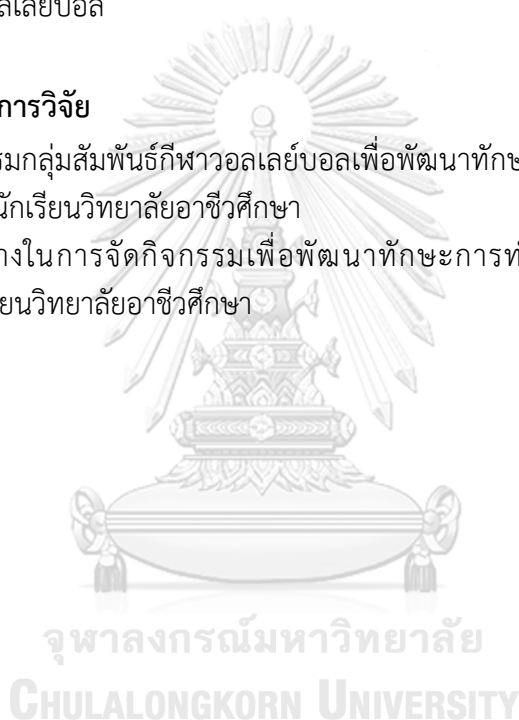 ลเลย์บอล
การวิจัย
รมกลุ่มสัมพันธ์กีฬาวอลเลย์บอลเพื่อพัฒนาทักษ
นักเรียนวิทยาลัยอาชีวศึกษา
างในการจัดกิจกรรมเพื่อพัฒนาทักษะการทำ
ยนวิทยาลัยอาชีวศึกษา
จุฬาลงกรณ์มหาวิทยาลัย
CHULALONGKORN UNIVERSITY